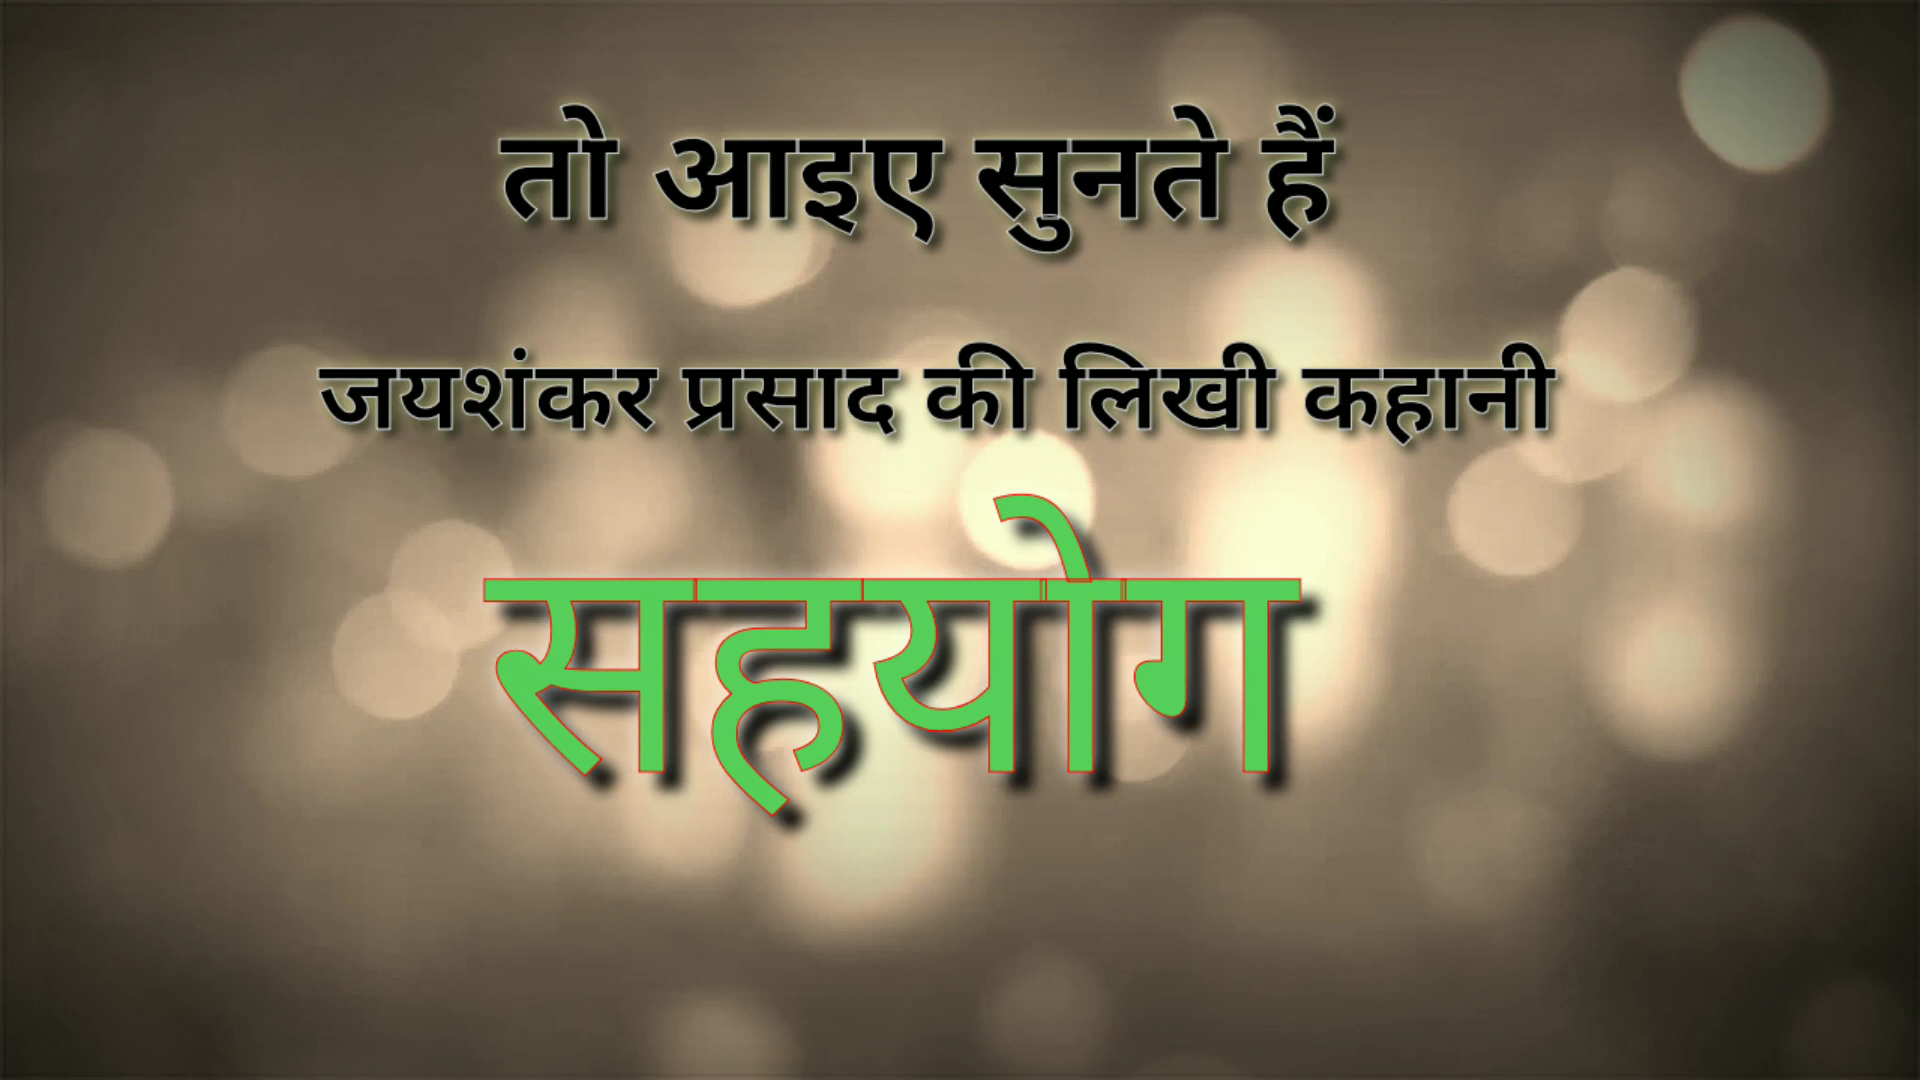 तो आइए सुनते हैं
जयशंकर प्रसाद की लिखी कहानी
सहयोग